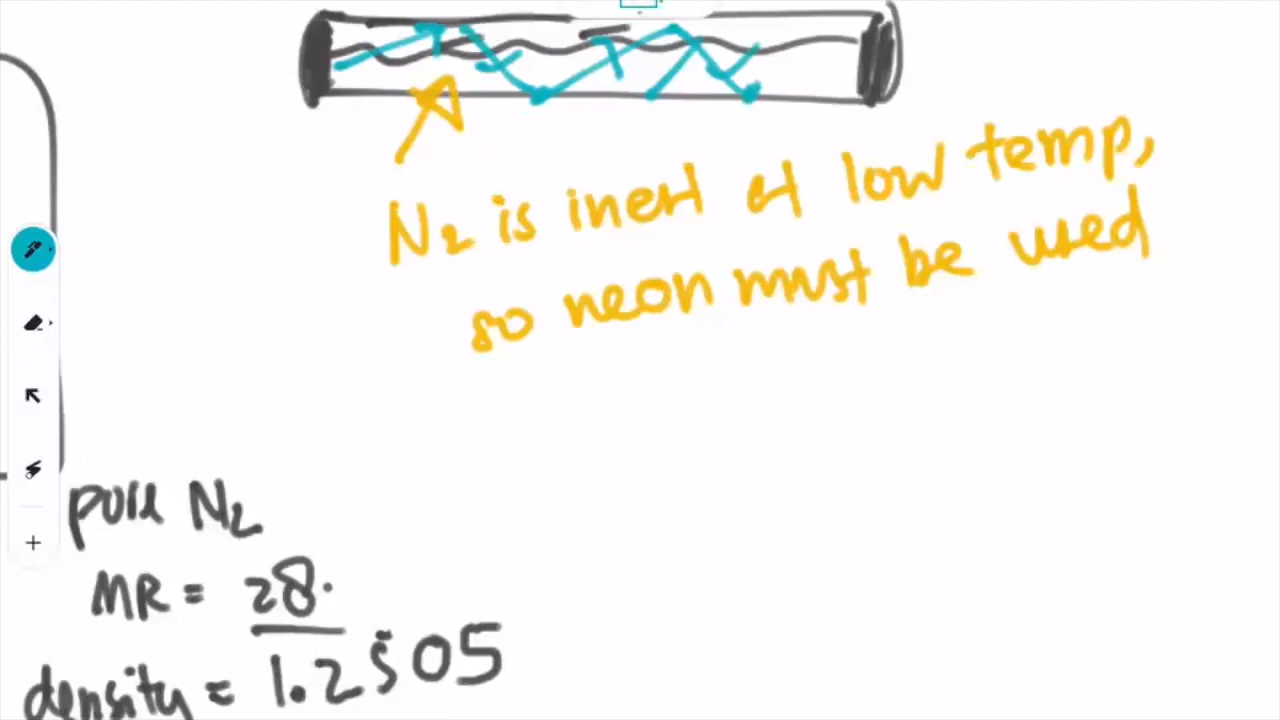 N2 is inert at low temp,
so neon must be used
pure N2
MR = 28.
density = 1.2505